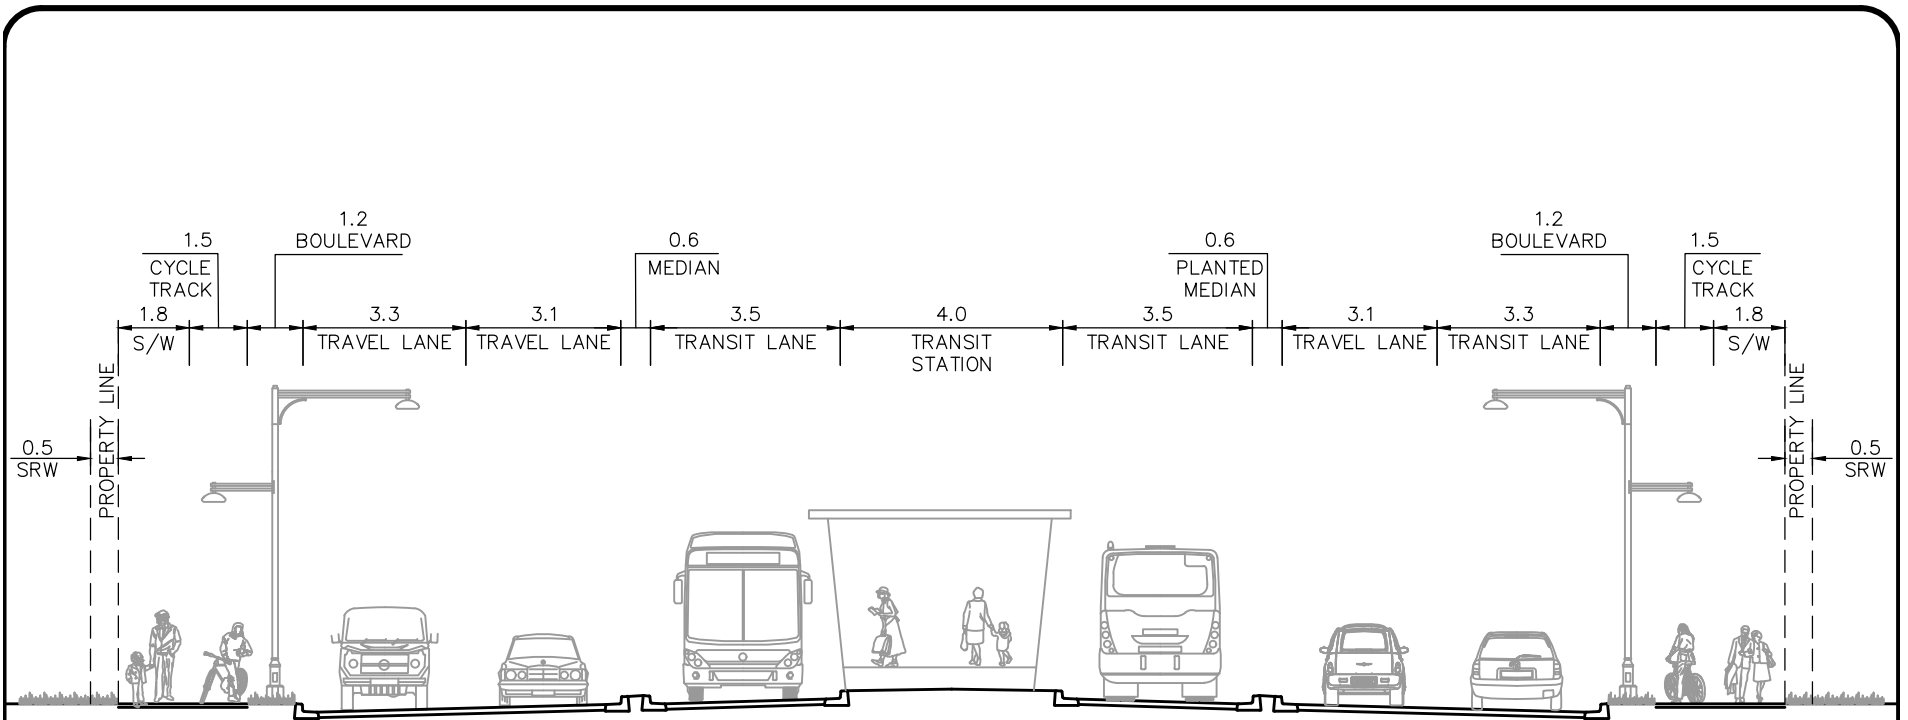 1.2
BOULEVARD
1.5
CYCLE
TRACK
0.6
MEDIAN
0.6
PLANTED
MEDIAN
1.2
BOULEVARD
1.5
CYCLE
TRACK
1.8
S/W
3.3
TRAVEL LANE
3.1
TRAVEL LANE
3.5
TRANSIT LANE
4.0
TRANSIT
STATION
3.5
TRANSIT LANE
3.1
TRAVEL LANE
3.3
TRANSIT LANE
1.8
S/W
PROPERTY LINE
0.5
SRW
PROPERTY LINE
0.5
SRW